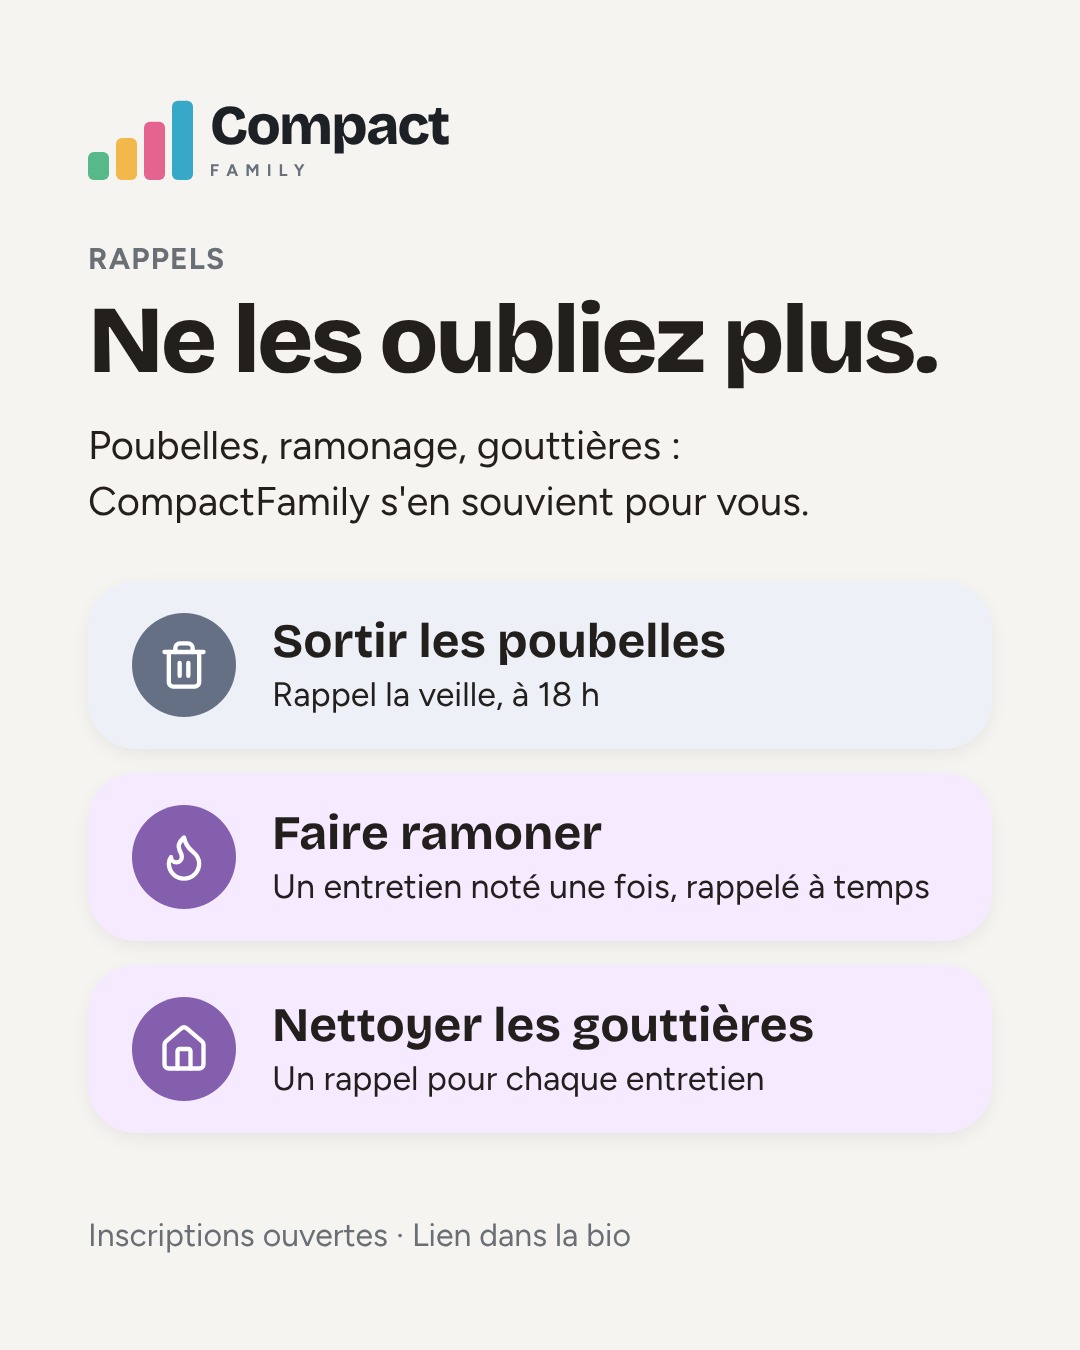 Compact
FAMILY
RAPPELS
Ne les oubliez plus.
Poubelles, ramonage, gouttières :
CompactFamily s'en souvient pour vous.
Sortir les poubelles
Rappel la veille, à 18 h
Faire ramoner
Un entretien noté une fois, rappelé à temps
Nettoyer les gouttières
Un rappel pour chaque entretien
Inscriptions ouvertes · Lien dans la bio